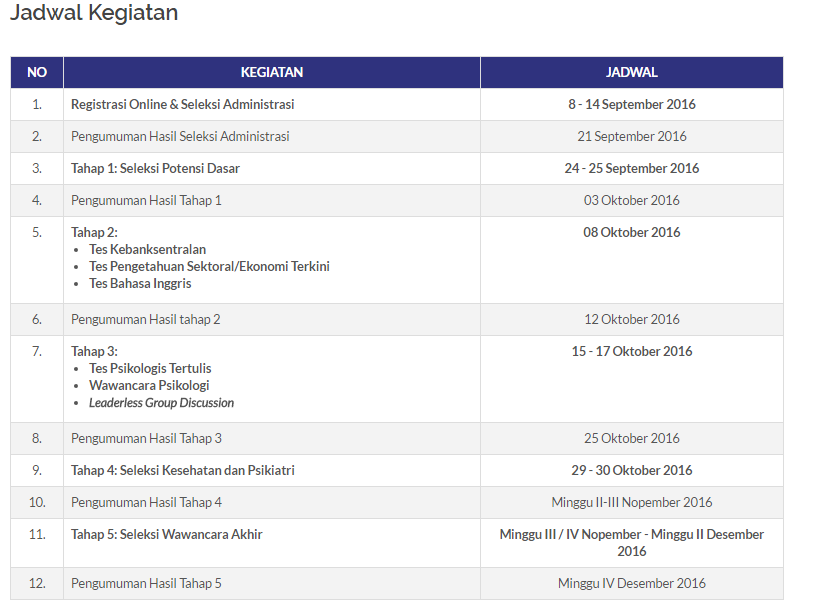 Jadwal Kegiatan
NO KEGIATAN JADWAL
1. Registrasi Online & Seleksi Administrasi 8 - 14 September 2016
2. Pengumuman Hasil Seleksi Administrasi 21 September 2016
3. Tahap 1: Seleksi Potensi Dasar 24 - 25 September 2016
4. Pengumuman Hasil Tahap 1 03 Oktober 2016
5. Tahap 2: 08 Oktober 2016
• Tes Kebanksentralan
• Tes Pengetahuan Sektoral/Ekonomi Terkini
• Tes Bahasa Inggris
6. Pengumuman Hasil tahap 2 12 Oktober 2016
7. Tahap 3: 15 - 17 Oktober 2016
• Tes Psikologis Tertulis
• Wawancara Psikologi
• Leaderless Group Discussion
8. Pengumuman Hasil Tahap 3 25 Oktober 2016
9. Tahap 4: Seleksi Kesehatan dan Psikiatri 29 - 30 Oktober 2016
10. Pengumuman Hasil Tahap 4 Minggu II-III Nopember 2016
11. Tahap 5: Seleksi Wawancara Akhir Minggu III / IV Nopember - Minggu II Desember
2016
12. Pengumuman Hasil Tahap 5 Minggu IV Desember 2016